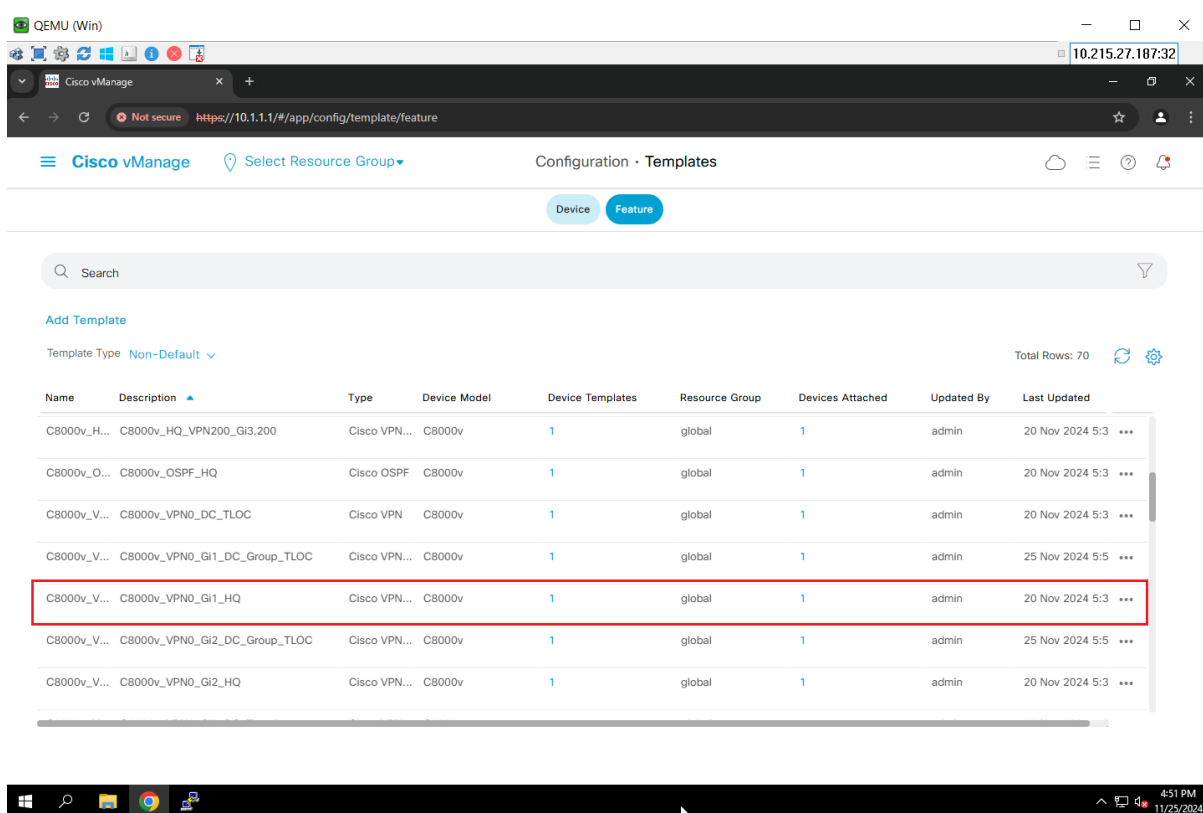 QEMU (Win)
10.215.27.187:32
Cisco vManage
Not secure https://10.1.1.1/#/app/config/template/feature
Cisco vManage Select Resource Group Configuration · Templates
Device Feature
Search
Add Template
Template Type Non-Default Total Rows: 70
Name Description Type Device Model Device Templates Resource Group Devices Attached Updated By Last Updated
C8000v_H... C8000v_HQ_VPN200_Gi3.200 Cisco VPN... C8000v 1 global 1 admin 20 Nov 2024 5:3 •••
C8000v_O... C8000v_OSPF_HQ Cisco OSPF C8000v 1 global 1 admin 20 Nov 2024 5:3 •••
C8000v_V... C8000v_VPN0_DC_TLOC Cisco VPN C8000v 1 global 1 admin 20 Nov 2024 5:3 •••
C8000v_V... C8000v_VPN0_Gi1_DC_Group_TLOC Cisco VPN... C8000v 1 global 1 admin 25 Nov 2024 5:5 •••
C8000v_V... C8000v_VPN0_Gi1_HQ Cisco VPN... C8000v 1 global 1 admin 20 Nov 2024 5:3 •••
C8000v_V... C8000v_VPN0_Gi2_DC_Group_TLOC Cisco VPN... C8000v 1 global 1 admin 25 Nov 2024 5:5 •••
C8000v_V... C8000v_VPN0_Gi2_HQ Cisco VPN... C8000v 1 global 1 admin 20 Nov 2024 5:3 •••
4:51 PM
11/25/2024